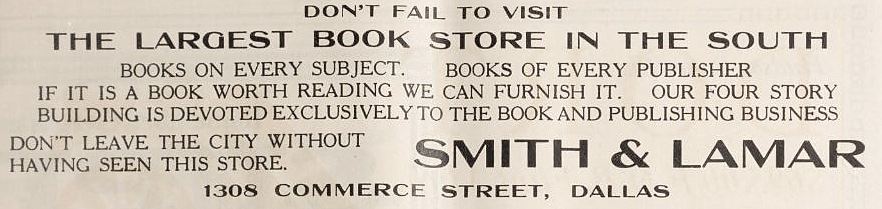 DON'T FAIL TO VISIT
THE LARGEST BOOK STORE IN THE SOUTH
BOOKS ON EVERY SUBJECT. BOOKS OF EVERY PUBLISHER
IF IT IS A BOOK WORTH READING WE CAN FURNISH IT. OUR FOUR STORY
BUILDING IS DEVOTED EXCLUSIVELY TO THE BOOK AND PUBLISHING BUSINESS
DON'T LEAVE THE CITY WITHOUT
HAVING SEEN THIS STORE.
SMITH & LAMAR
1308 COMMERCE STREET, DALLAS